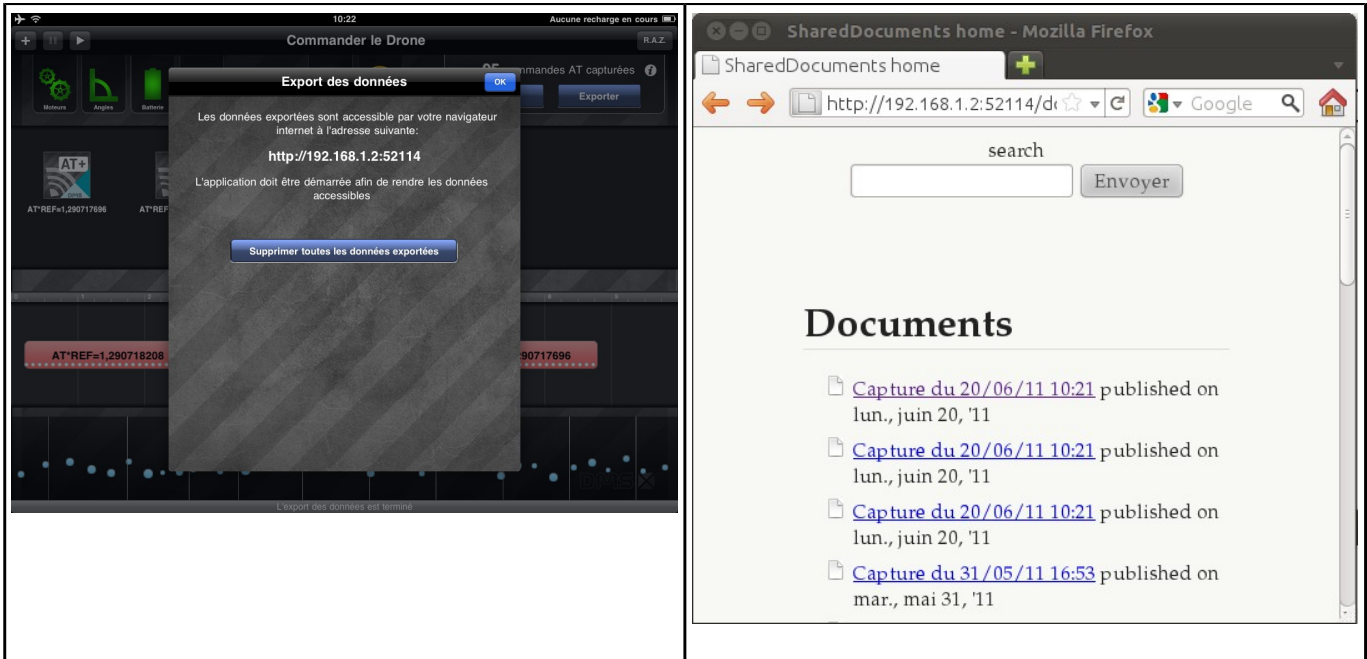 10:22
Aucune recharge en cours
Commander le Drone
R.A.Z.
Export des données
OK
mmandes AT capturées
Moteurs
Angles
Batterie
Exporter
Les données exportées sont accessible par votre navigateur
internet à l'adresse suivante:
http://192.168.1.2:52114
L'application doit être démarrée afin de rendre les données
accessibles
AT+
AT*REF=1,290717696
AT*REF
Supprimer toutes les données exportées
AT*REF=1,290718208
90717696
L'export des données est terminé
SharedDocuments home - Mozilla Firefox
SharedDocuments home
http://192.168.1.2:52114/d
Google
search
Envoyer
Documents
Capture du 20/06/11 10:21 published on
lun., juin 20, '11
Capture du 20/06/11 10:21 published on
lun., juin 20, '11
Capture du 20/06/11 10:21 published on
lun., juin 20, '11
Capture du 31/05/11 16:53 published on
mar., mai 31, '11